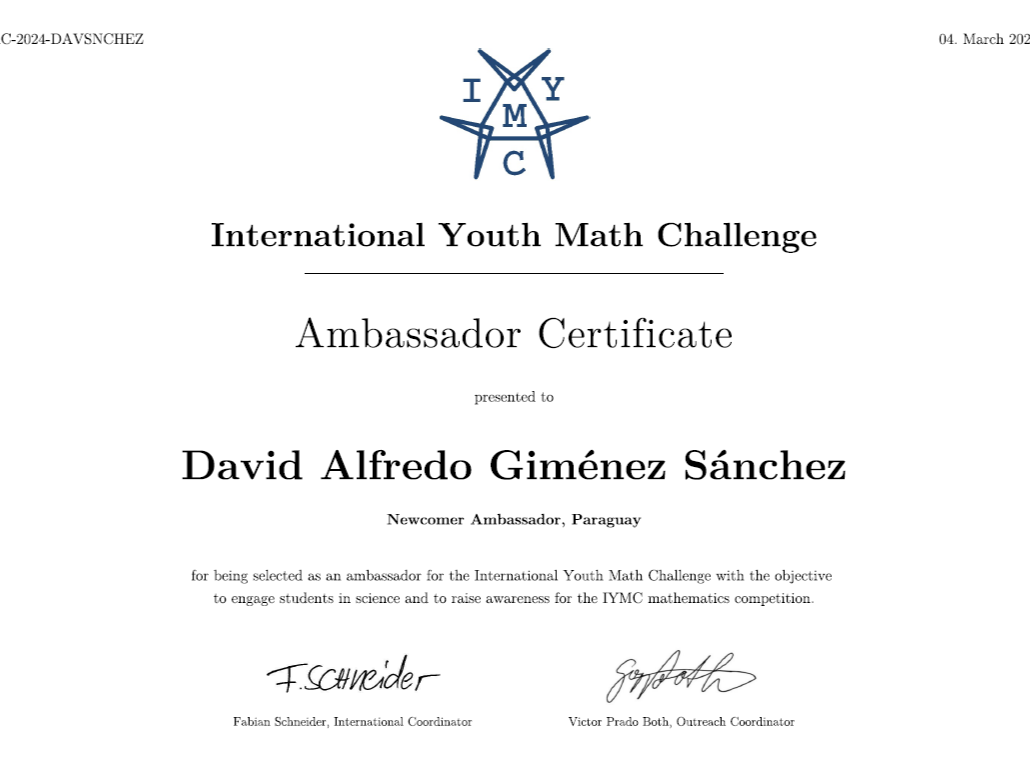 C-2024-DAVSNCHEZ
04. March 202
I Y
M
C
International Youth Math Challenge
Ambassador Certificate
presented to
David Alfredo Giménez Sánchez
Newcomer Ambassador, Paraguay
for being selected as an ambassador for the International Youth Math Challenge with the objective
to engage students in science and to raise awareness for the IYMC mathematics competition.
F. Schneider
Fabian Schneider, International Coordinator
Victor Prado Both, Outreach Coordinator